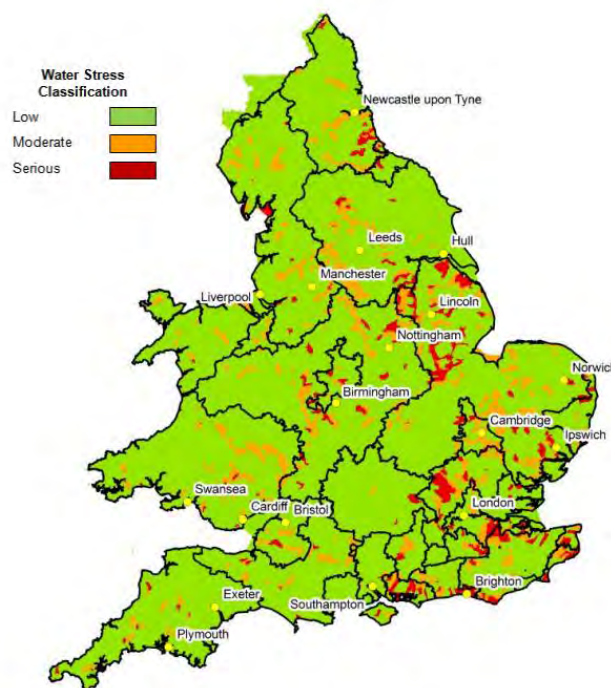 Water Stress
Classification
Low
Moderate
Serious
Newcastle upon Tyne
Leeds
Hull
Manchester
Liverpool
Lincoln
Nottingham
Norwich
Birmingham
Cambridge
Ipswich
Swansea
Cardiff
Bristol
London
Brighton
Southampton
Exeter
Plymouth